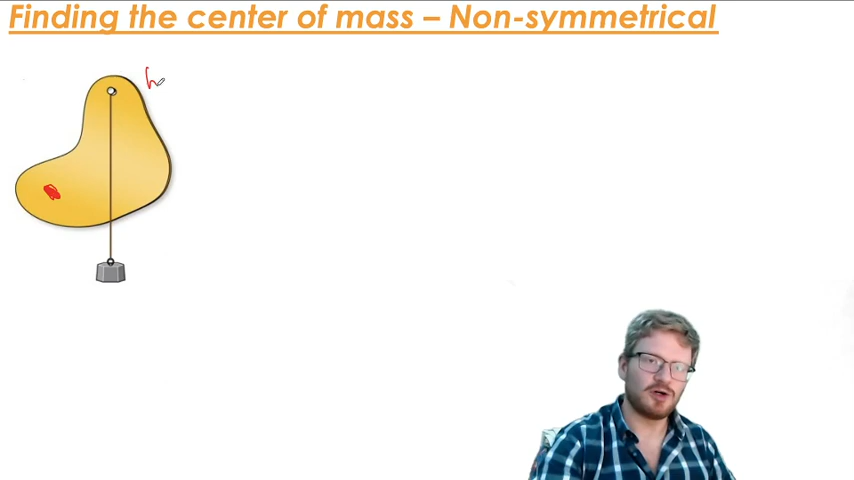 Finding the center of mass – Non-symmetrical
h